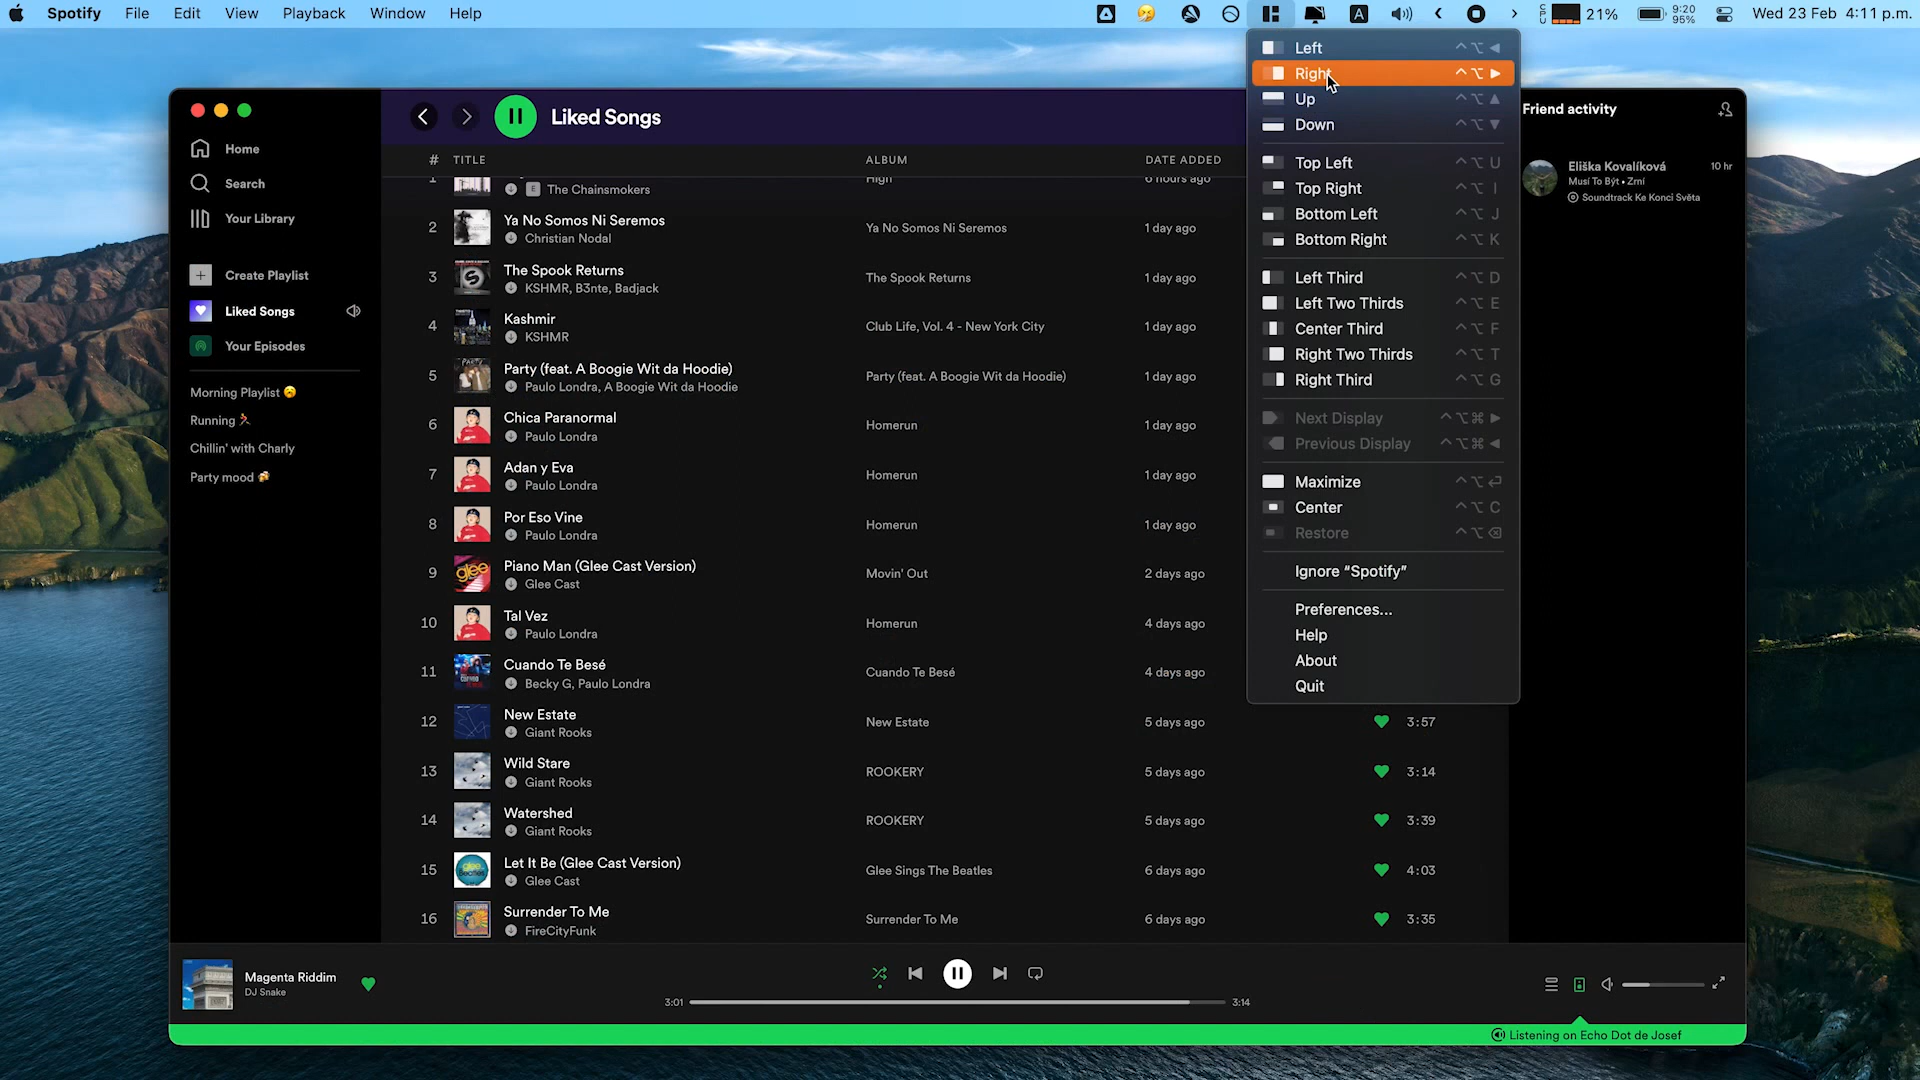 Spotify File Edit View Playback Window Help
A
CPU 21% 9:20 95% Wed 23 Feb 4:11 p.m.
Left ^⌥◀
Right ^⌥▶
Up ^⌥▲
Down ^⌥▼
Top Left ^⌥ U
Top Right ^⌥ I
Bottom Left ^⌥ J
Bottom Right ^⌥ K
Left Third ^⌥ D
Left Two Thirds ^⌥ E
Center Third ^⌥ F
Right Two Thirds ^⌥ T
Right Third ^⌥ G
Next Display ^⌥⌘▶
Previous Display ^⌥⌘◀
Maximize ^⌥↩
Center ^⌥ C
Restore ^⌥⌫
Ignore “Spotify”
Preferences...
Help
About
Quit
Home
Search
Your Library
Create Playlist
Liked Songs
Your Episodes
Morning Playlist 🥱
Running 🏃
Chillin' with Charly
Party mood 🍻
Liked Songs
# TITLE ALBUM DATE ADDED
1 E The Chainsmokers High 6 hours ago
2 Ya No Somos Ni Seremos Ya No Somos Ni Seremos 1 day ago
Christian Nodal
3 The Spook Returns The Spook Returns 1 day ago
KSHMR, B3nte, Badjack
4 Kashmir Club Life, Vol. 4 - New York City 1 day ago
KSHMR
5 Party (feat. A Boogie Wit da Hoodie) Party (feat. A Boogie Wit da Hoodie) 1 day ago
Paulo Londra, A Boogie Wit da Hoodie
6 Chica Paranormal Homerun 1 day ago
Paulo Londra
7 Adan y Eva Homerun 1 day ago
Paulo Londra
8 Por Eso Vine Homerun 1 day ago
Paulo Londra
9 Piano Man (Glee Cast Version) Movin' Out 2 days ago
Glee Cast
10 Tal Vez Homerun 4 days ago
Paulo Londra
11 Cuando Te Besé Cuando Te Besé 4 days ago
Becky G, Paulo Londra
12 New Estate New Estate 5 days ago 3:57
Giant Rooks
13 Wild Stare ROOKERY 5 days ago 3:14
Giant Rooks
14 Watershed ROOKERY 5 days ago 3:39
Giant Rooks
15 Let It Be (Glee Cast Version) Glee Sings The Beatles 6 days ago 4:03
Glee Cast
16 Surrender To Me Surrender To Me 6 days ago 3:35
FireCityFunk
Friend activity
Eliška Kovalíková 10 hr
Musí To Být • Zmí
Soundtrack Ke Konci Světa
Magenta Riddim
DJ Snake
3:01 3:14
Listening on Echo Dot de Josef